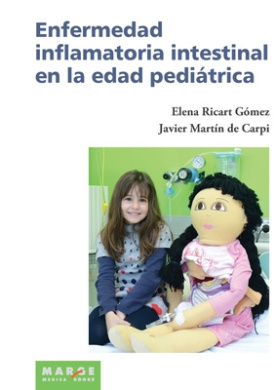 Enfermedad
inflamatoria intestinal
en la edad pediátrica
Elena Ricart Gómez
Javier Martín de Carpi
MARGE
MEDICA BOOKS